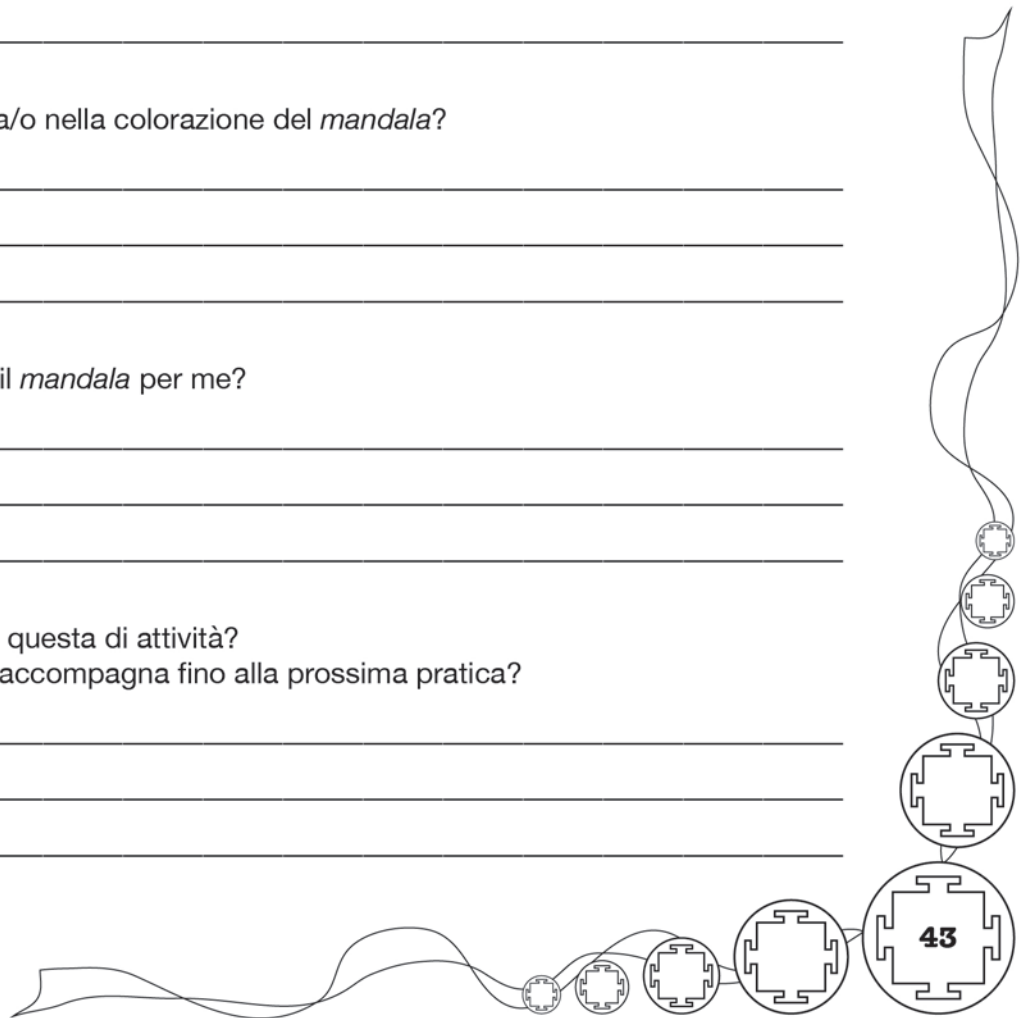 a/o nella colorazione del mandala?
il mandala per me?
questa di attività?
accompagna fino alla prossima pratica?
43